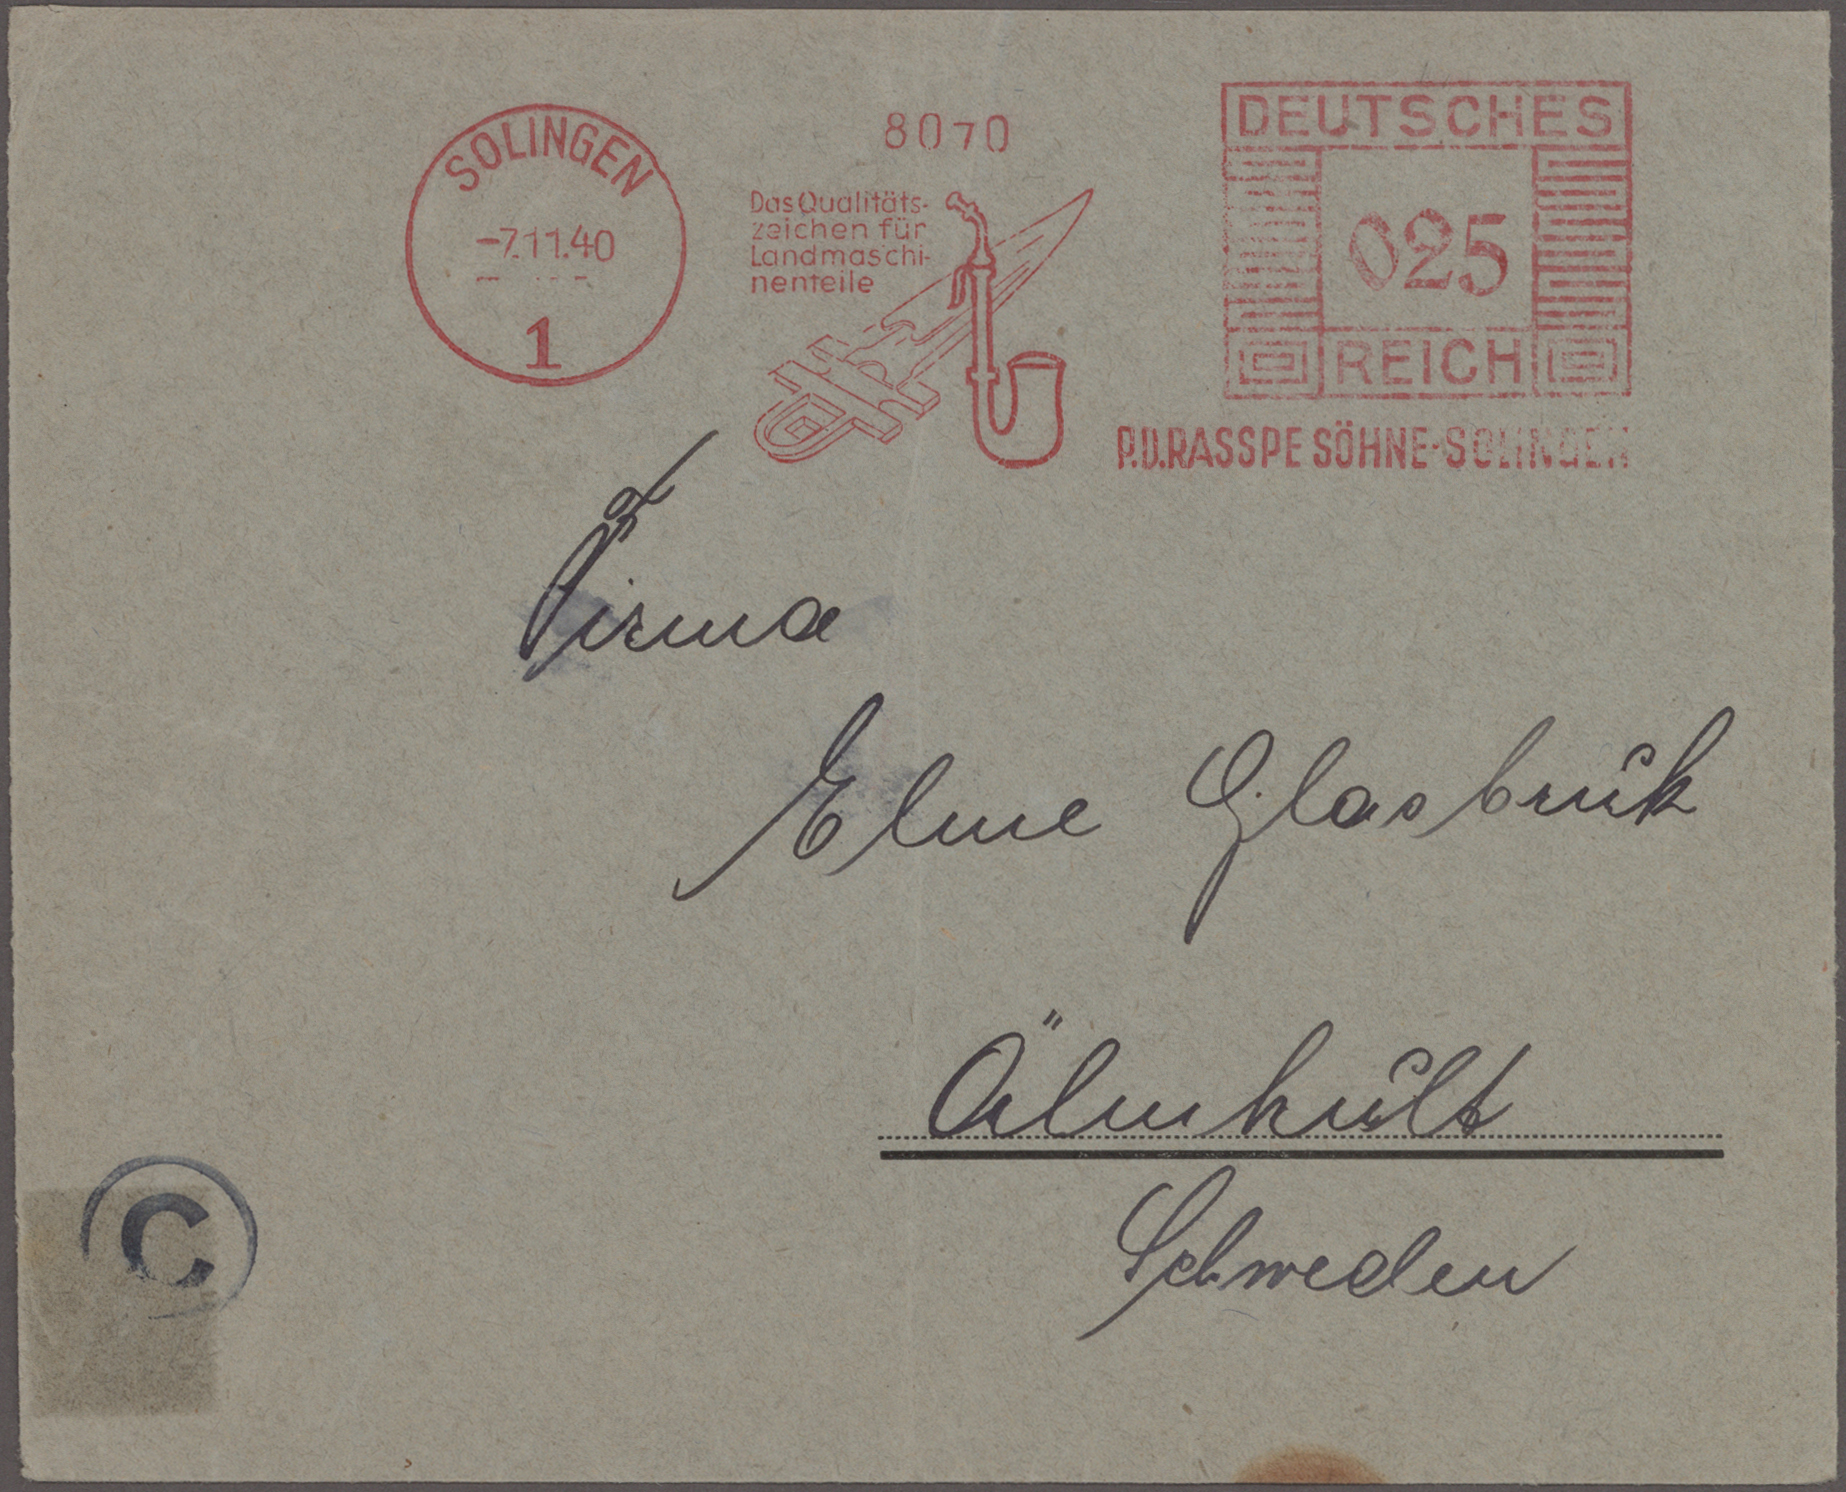 SOLINGEN
-7.11.40
1
8070
Das Qualitäts-
zeichen für
Landmaschi-
nenteile
DEUTSCHES
025
REICH
P.D.RASSPE SÖHNE·SOLINGEN
Firma
Elme Glasbruk
Älmhult
Schweden
C